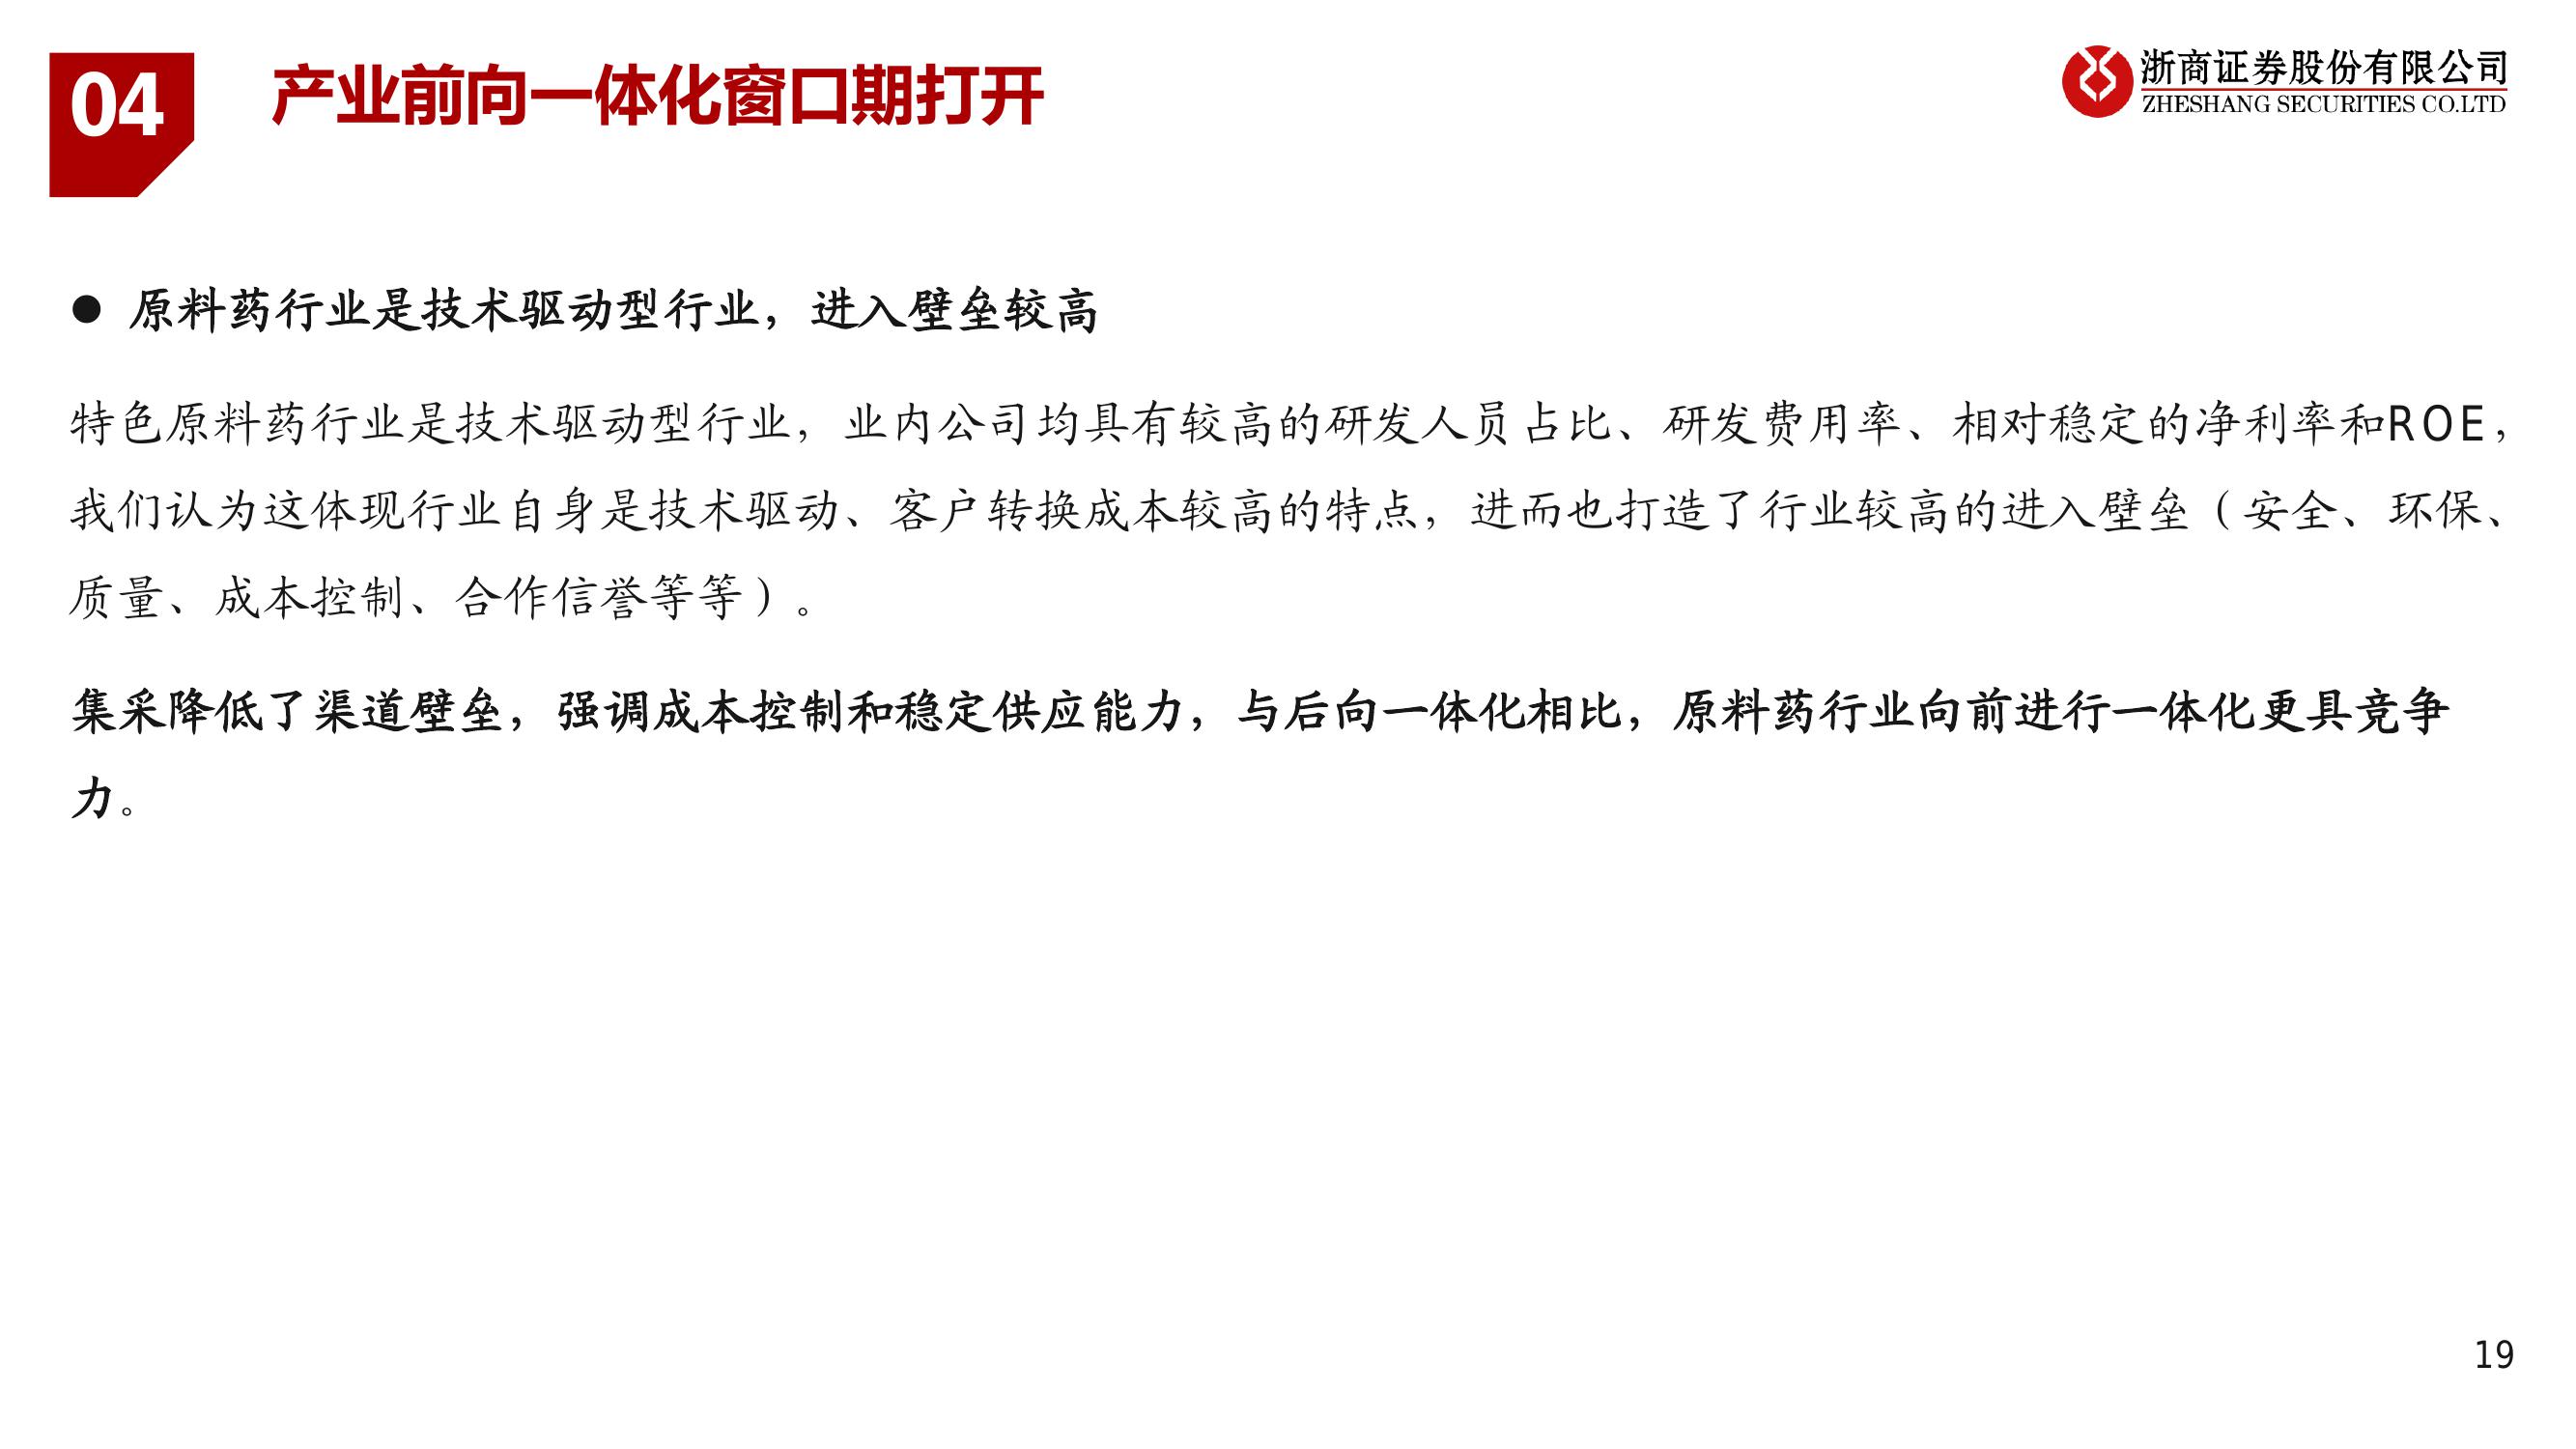 04
产业前向一体化窗口期打开
浙商证券股份有限公司
ZHESHANG SECURITIES CO.LTD
● 原料药行业是技术驱动型行业，进入壁垒较高
特色原料药行业是技术驱动型行业，业内公司均具有较高的研发人员占比、研发费用率、相对稳定的净利率和ROE，
我们认为这体现行业自身是技术驱动、客户转换成本较高的特点，进而也打造了行业较高的进入壁垒（安全、环保、
质量、成本控制、合作信誉等等）。
集采降低了渠道壁垒，强调成本控制和稳定供应能力，与后向一体化相比，原料药行业向前进行一体化更具竞争
力。
19